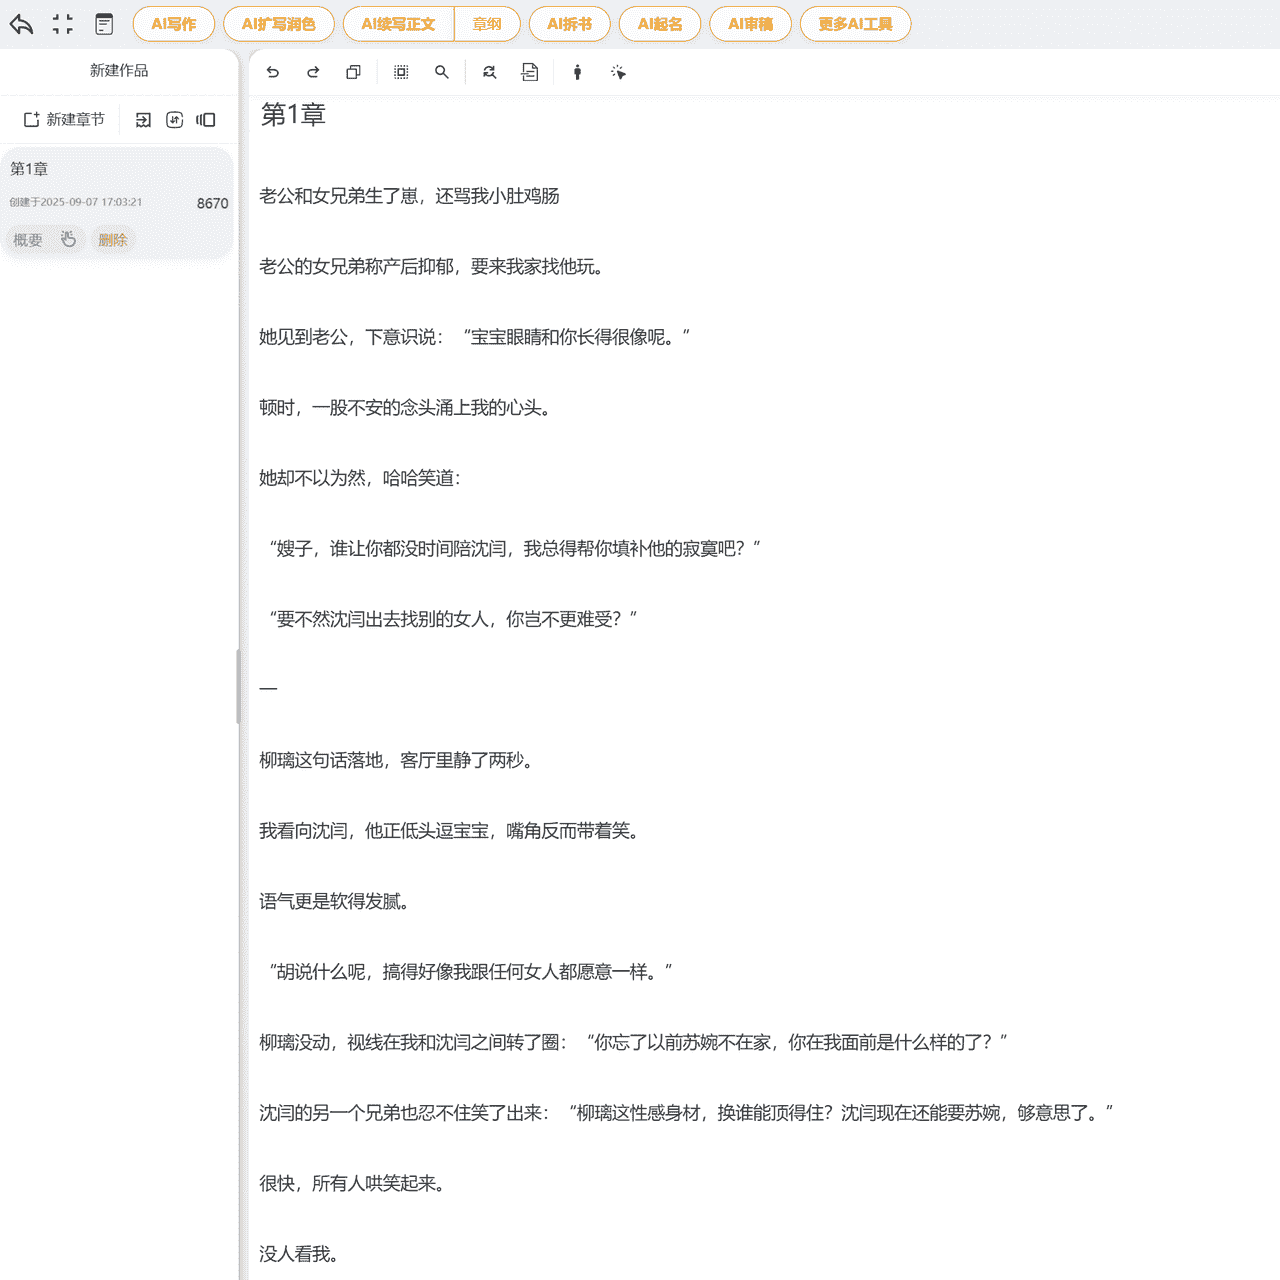 AI写作 AI扩写润色 AI续写正文 章纲 AI拆书 AI起名 AI审稿 更多AI工具
新建作品
新建章节
第1章
创建于2025-09-07 17:03:21 8670
概要 删除
第1章
老公和女兄弟生了崽，还骂我小肚鸡肠
老公的女兄弟称产后抑郁，要来我家找他玩。
她见到老公，下意识说：“宝宝眼睛和你长得很像呢。”
顿时，一股不安的念头涌上我的心头。
她却不以为然，哈哈笑道：
“嫂子，谁让你都没时间陪沈闫，我总得帮你填补他的寂寞吧？”
“要不然沈闫出去找别的女人，你岂不更难受？”
—
柳璃这句话落地，客厅里静了两秒。
我看向沈闫，他正低头逗宝宝，嘴角反而带着笑。
语气更是软得发腻。
“胡说什么呢，搞得好像我跟任何女人都愿意一样。”
柳璃没动，视线在我和沈闫之间转了圈：“你忘了以前苏婉不在家，你在我面前是什么样的了？”
沈闫的另一个兄弟也忍不住笑了出来：“柳璃这性感身材，换谁能顶得住？沈闫现在还能要苏婉，够意思了。”
很快，所有人哄笑起来。
没人看我。